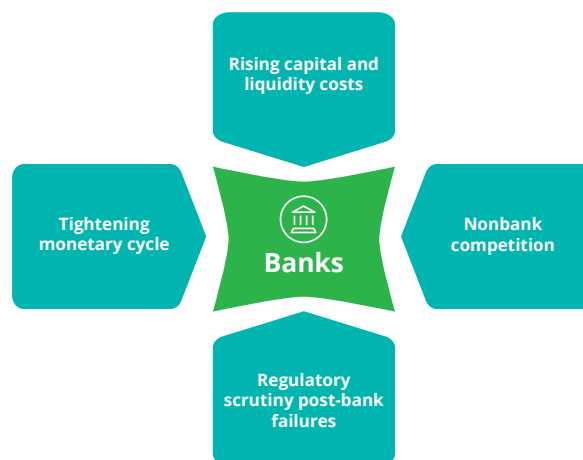 Rising capital and
liquidity costs
Tightening
monetary cycle
Banks
Nonbank
competition
Regulatory
scrutiny post-bank
failures